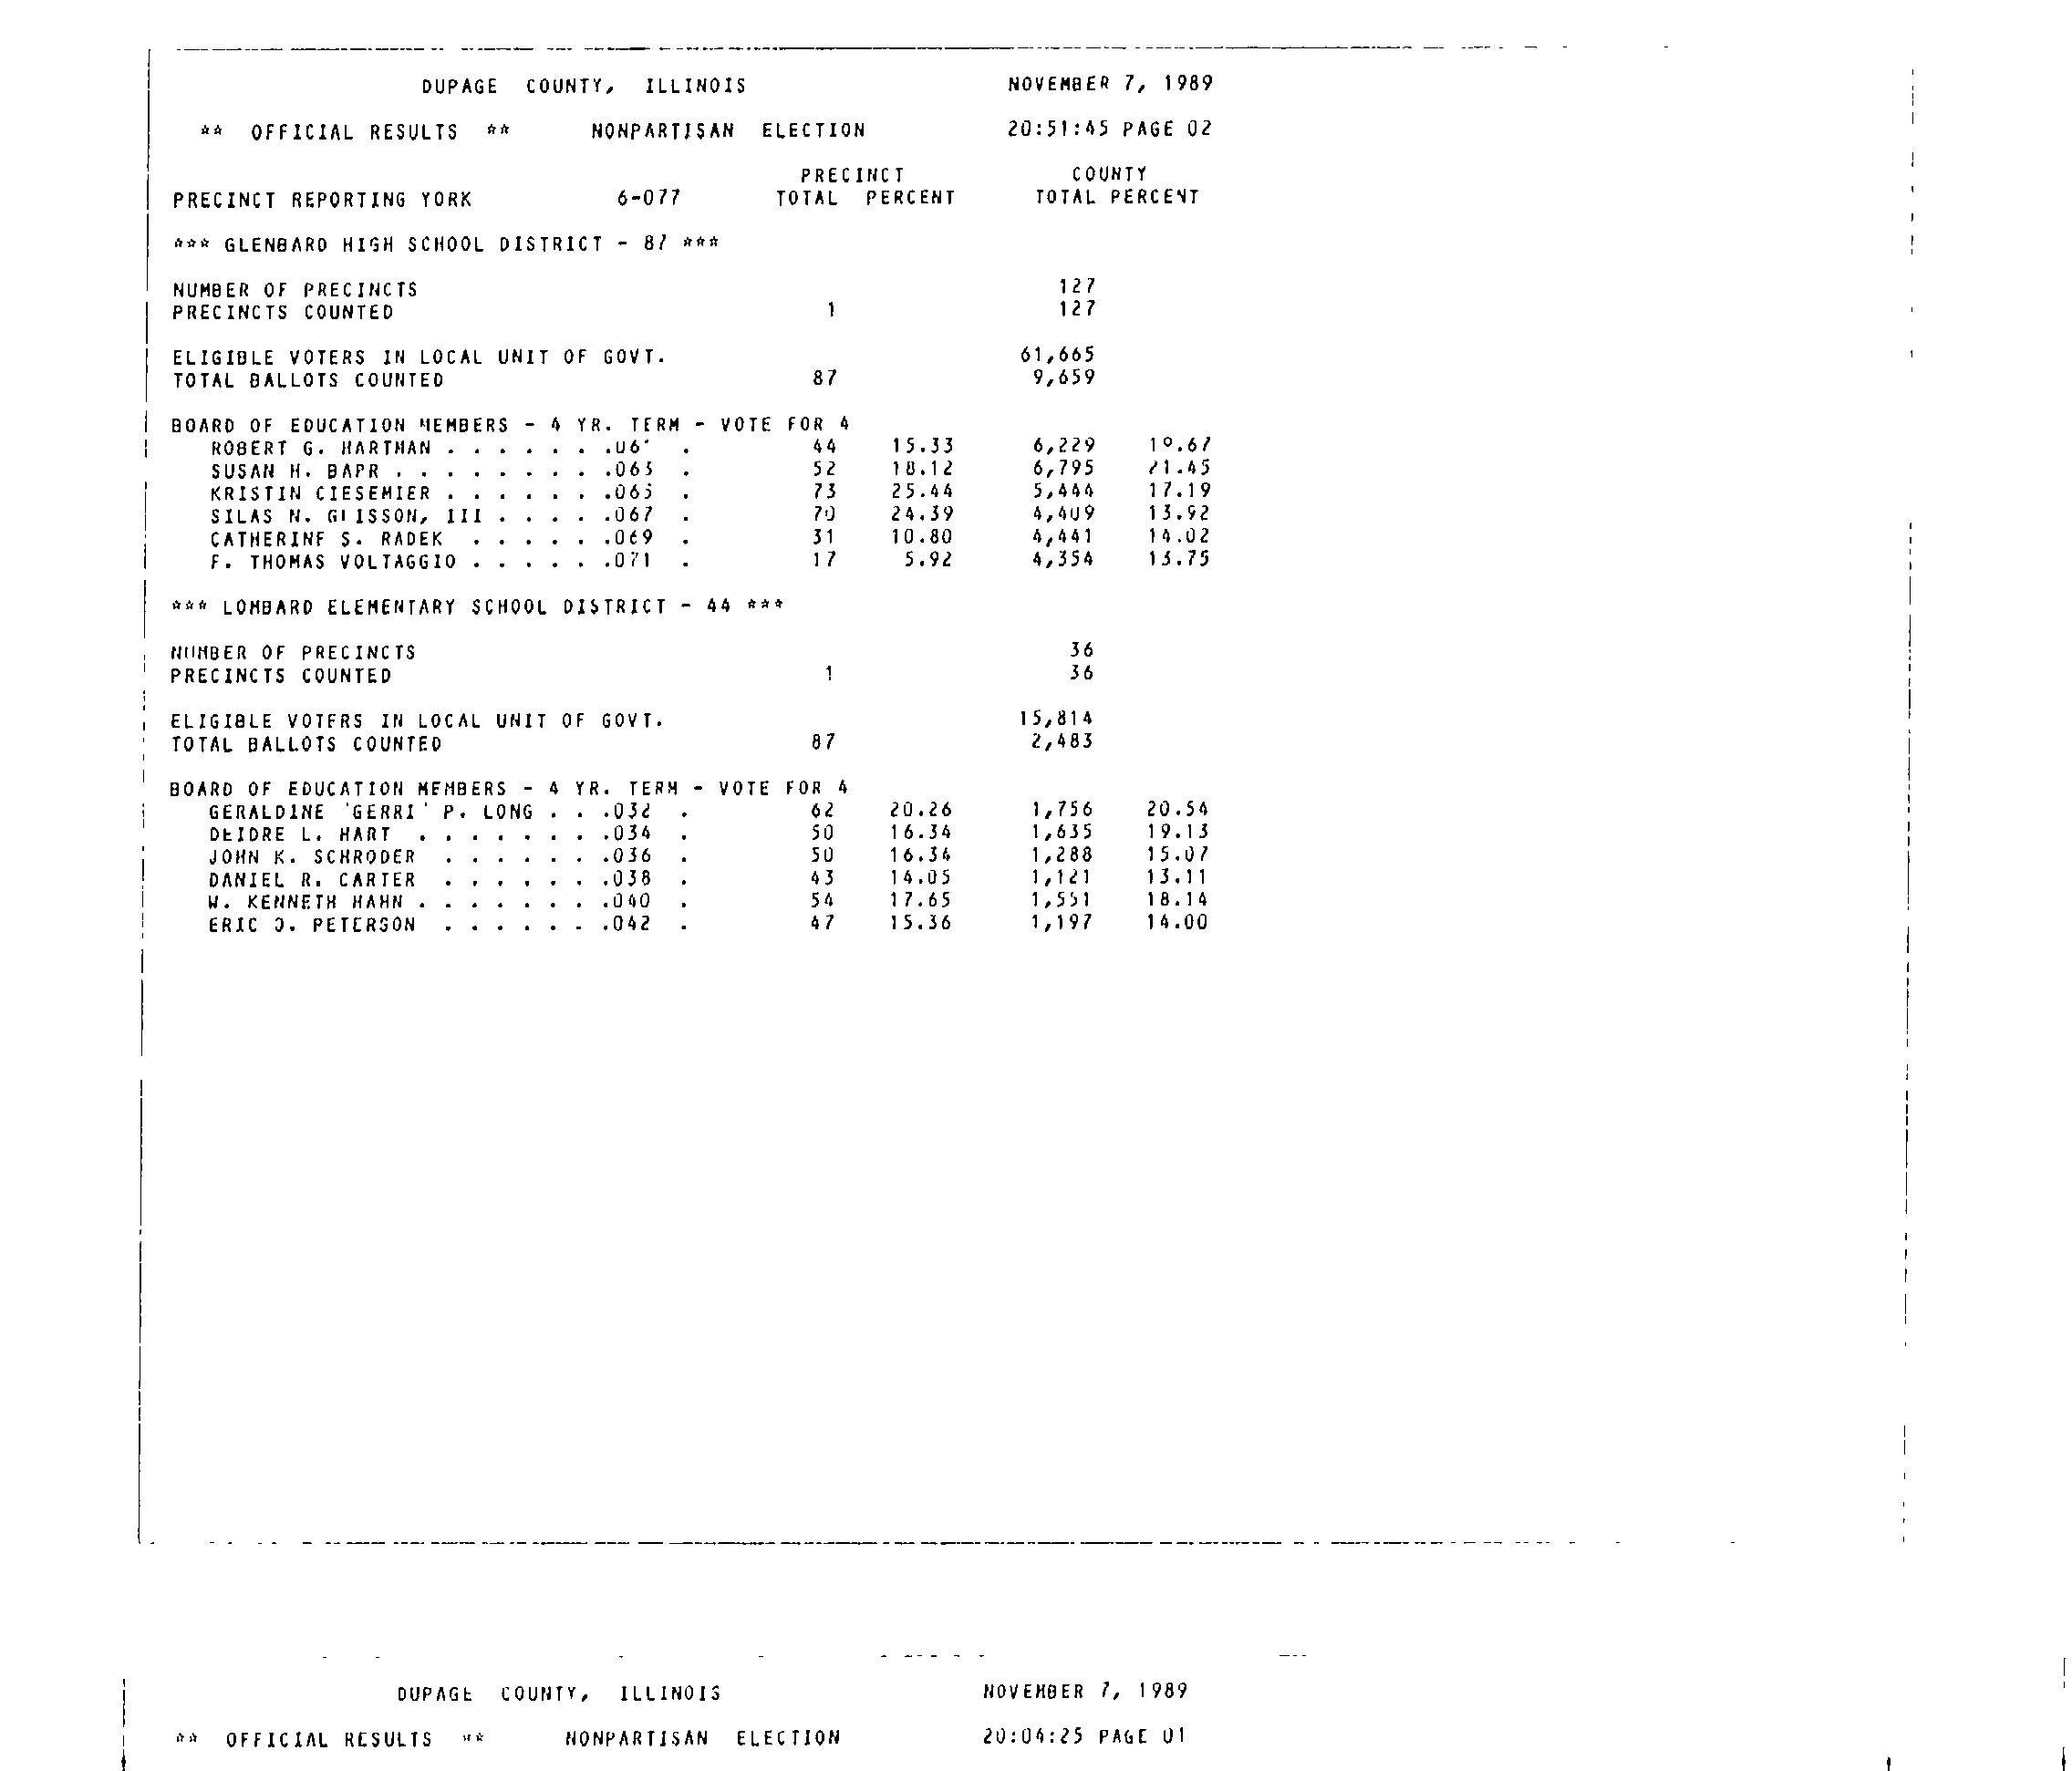 DUPAGE COUNTY, ILLINOIS NOVEMBER 7, 1989
** OFFICIAL RESULTS ** NONPARTISAN ELECTION 20:51:45 PAGE 02
PRECINCT COUNTY
PRECINCT REPORTING YORK 6-077 TOTAL PERCENT TOTAL PERCENT
*** GLENBARD HIGH SCHOOL DISTRICT - 87 ***
NUMBER OF PRECINCTS 127
PRECINCTS COUNTED 1 127
ELIGIBLE VOTERS IN LOCAL UNIT OF GOVT. 61,665
TOTAL BALLOTS COUNTED 87 9,659
BOARD OF EDUCATION MEMBERS - 4 YR. TERM - VOTE FOR 4
ROBERT G. HARTMAN . . . . . . . 44 15.33 6,229 19.67
SUSAN H. . . . . . . . . .063 . 52 18.12 6,795 21.45
KRISTIN CIESEMIER . . . . . . .065 . 73 25.44 5,444 17.19
SILAS N. III . . . . .067 . 70 24.39 4,409 13.92
CATHERINE S. RADEK . . . . . .069 . 31 10.80 4,441 14.02
F. THOMAS VOLTAGGIO . . . . . .071 . 17 5.92 4,354 13.75
*** LOMBARD ELEMENTARY SCHOOL DISTRICT - 44 ***
NUMBER OF PRECINCTS 36
PRECINCTS COUNTED 1 36
ELIGIBLE VOTERS IN LOCAL UNIT OF GOVT. 15,814
TOTAL BALLOTS COUNTED 87 2,483
BOARD OF EDUCATION MEMBERS - 4 YR. TERM - VOTE FOR 4
GERALDINE 'GERRI' P. LONG . . .032 . 62 20.26 1,756 20.54
DEIDRE L. HART . . . . . . . .034 . 50 16.34 1,635 19.13
JOHN K. SCHRODER . . . . . . .036 . 50 16.34 1,288 15.07
DANIEL R. CARTER . . . . . . .038 . 43 14.05 1,121 13.11
W. KENNETH HAHN . . . . . . . .040 . 54 17.65 1,551 18.14
ERIC PETERSON . . . . . . .042 . 47 15.36 1,197 14.00
DUPAGE COUNTY, ILLINOIS NOVEMBER 7, 1989
** OFFICIAL RESULTS ** NONPARTISAN ELECTION 20:04:25 PAGE 01